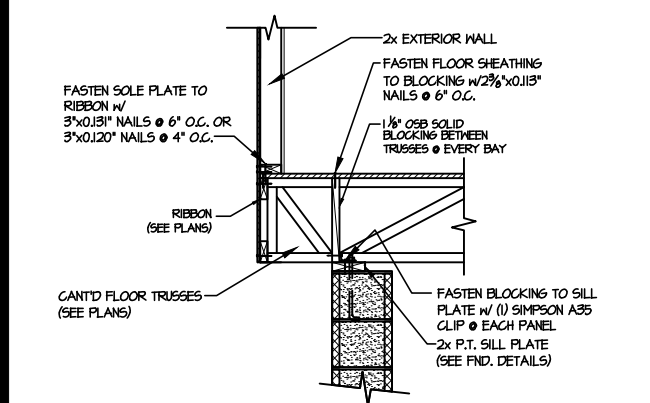 2x EXTERIOR WALL
FASTEN FLOOR SHEATHING
TO BLOCKING w/2⅜"x0.113"
NAILS @ 6" O.C.
FASTEN SOLE PLATE TO
RIBBON w/
3"x0.131" NAILS @ 6" O.C. OR
3"x0.120" NAILS @ 4" O.C.
1 ⅛" OSB SOLID
BLOCKING BETWEEN
TRUSSES @ EVERY BAY
RIBBON
(SEE PLANS)
CANT'D FLOOR TRUSSES
(SEE PLANS)
FASTEN BLOCKING TO SILL
PLATE w/ (1) SIMPSON A35
CLIP @ EACH PANEL
2x P.T. SILL PLATE
(SEE FND. DETAILS)